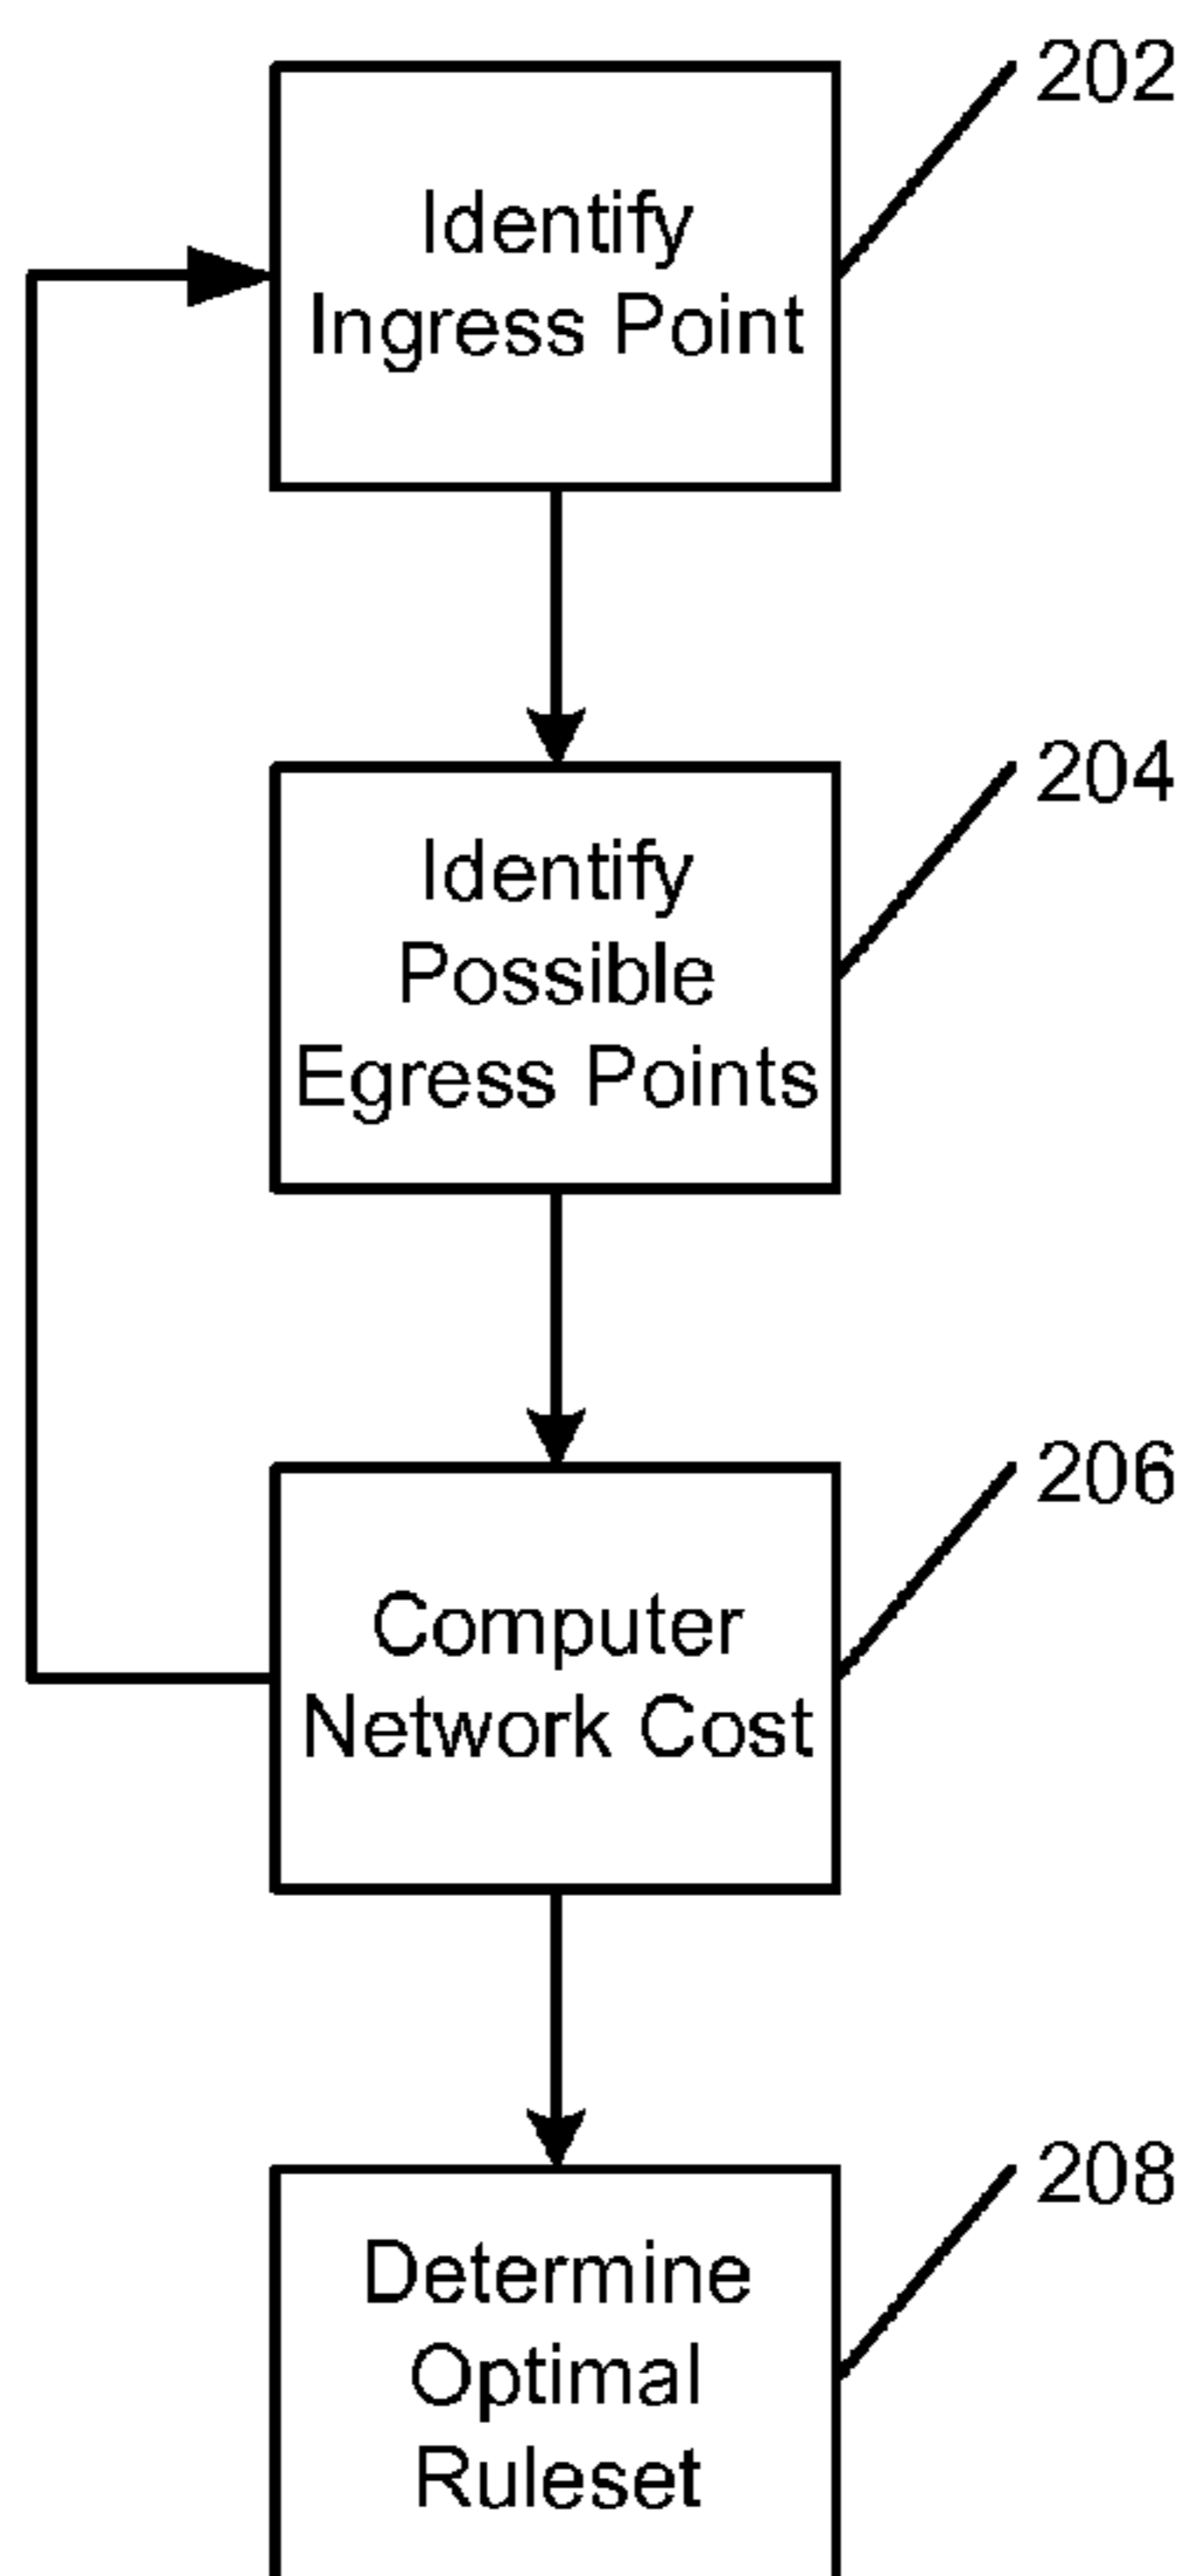 202
Identify
Ingress Point
204
Identify
Possible
Egress Points
206
Computer
Network Cost
208
Determine
Optimal
Ruleset